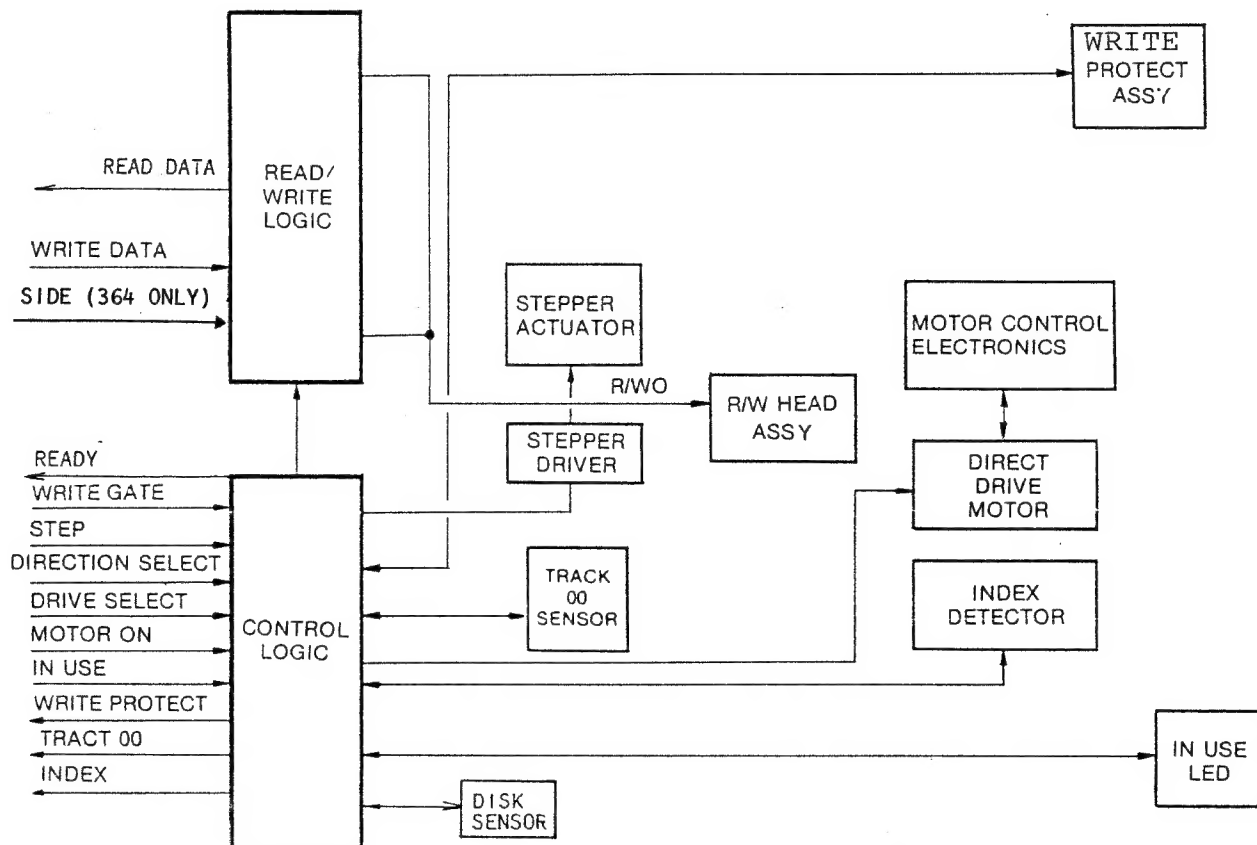 WRITE
PROTECT
ASSY
READ DATA
READ/
WRITE
LOGIC
WRITE DATA
SIDE (364 ONLY)
STEPPER
ACTUATOR
MOTOR CONTROL
ELECTRONICS
R/WO
R/W HEAD
ASSY
STEPPER
DRIVER
DIRECT
DRIVE
MOTOR
READY
WRITE GATE
STEP
DIRECTION SELECT
DRIVE SELECT
MOTOR ON
IN USE
WRITE PROTECT
TRACT 00
INDEX
CONTROL
LOGIC
TRACK
00
SENSOR
INDEX
DETECTOR
IN USE
LED
DISK
SENSOR